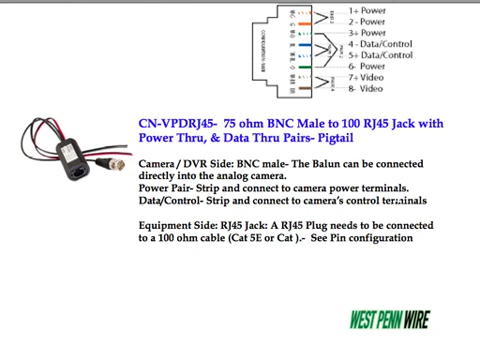 1+ Power
2 - Power
3+ Power
4 - Data/Control
5+ Data/Control
6- Power
7+ Video
8- Video
CN-VPDRJ45-  75 ohm BNC Male to 100 RJ45 Jack with
Power Thru, & Data Thru Pairs- Pigtail
Camera / DVR Side: BNC male- The Balun can be connected
directly into the analog camera.
Power Pair- Strip and connect to camera power terminals.
Data/Control- Strip and connect to camera's control terminals
Equipment Side: RJ45 Jack: A RJ45 Plug needs to be connected
to a 100 ohm cable (Cat 5E or Cat ).-  See Pin configuration
WEST PENN WIRE